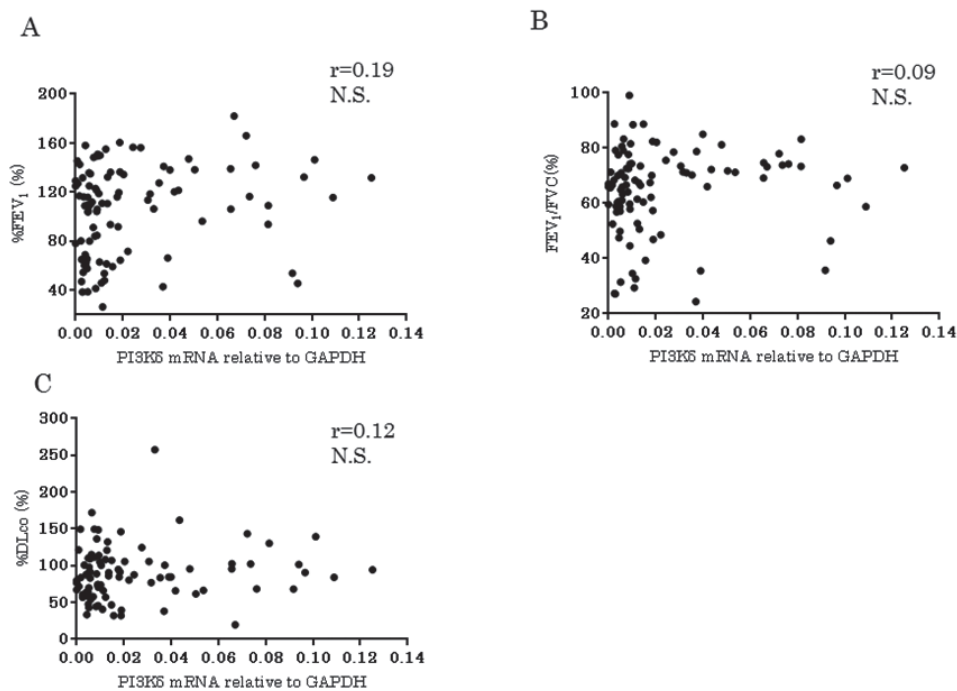 A
r=0.19
N.S.
%FEV₁ (%)
200
160
120
80
40
0.00 0.02 0.04 0.06 0.08 0.10 0.12 0.14
PI3Kδ mRNA relative to GAPDH
B
r=0.09
N.S.
FEV₁/FVC(%)
100
80
60
40
20
0.00 0.02 0.04 0.06 0.08 0.10 0.12 0.14
PI3Kδ mRNA relative to GAPDH
C
r=0.12
N.S.
%DLco (%)
300
250
200
150
100
50
0
0.00 0.02 0.04 0.06 0.08 0.10 0.12 0.14
PI3Kδ mRNA relative to GAPDH